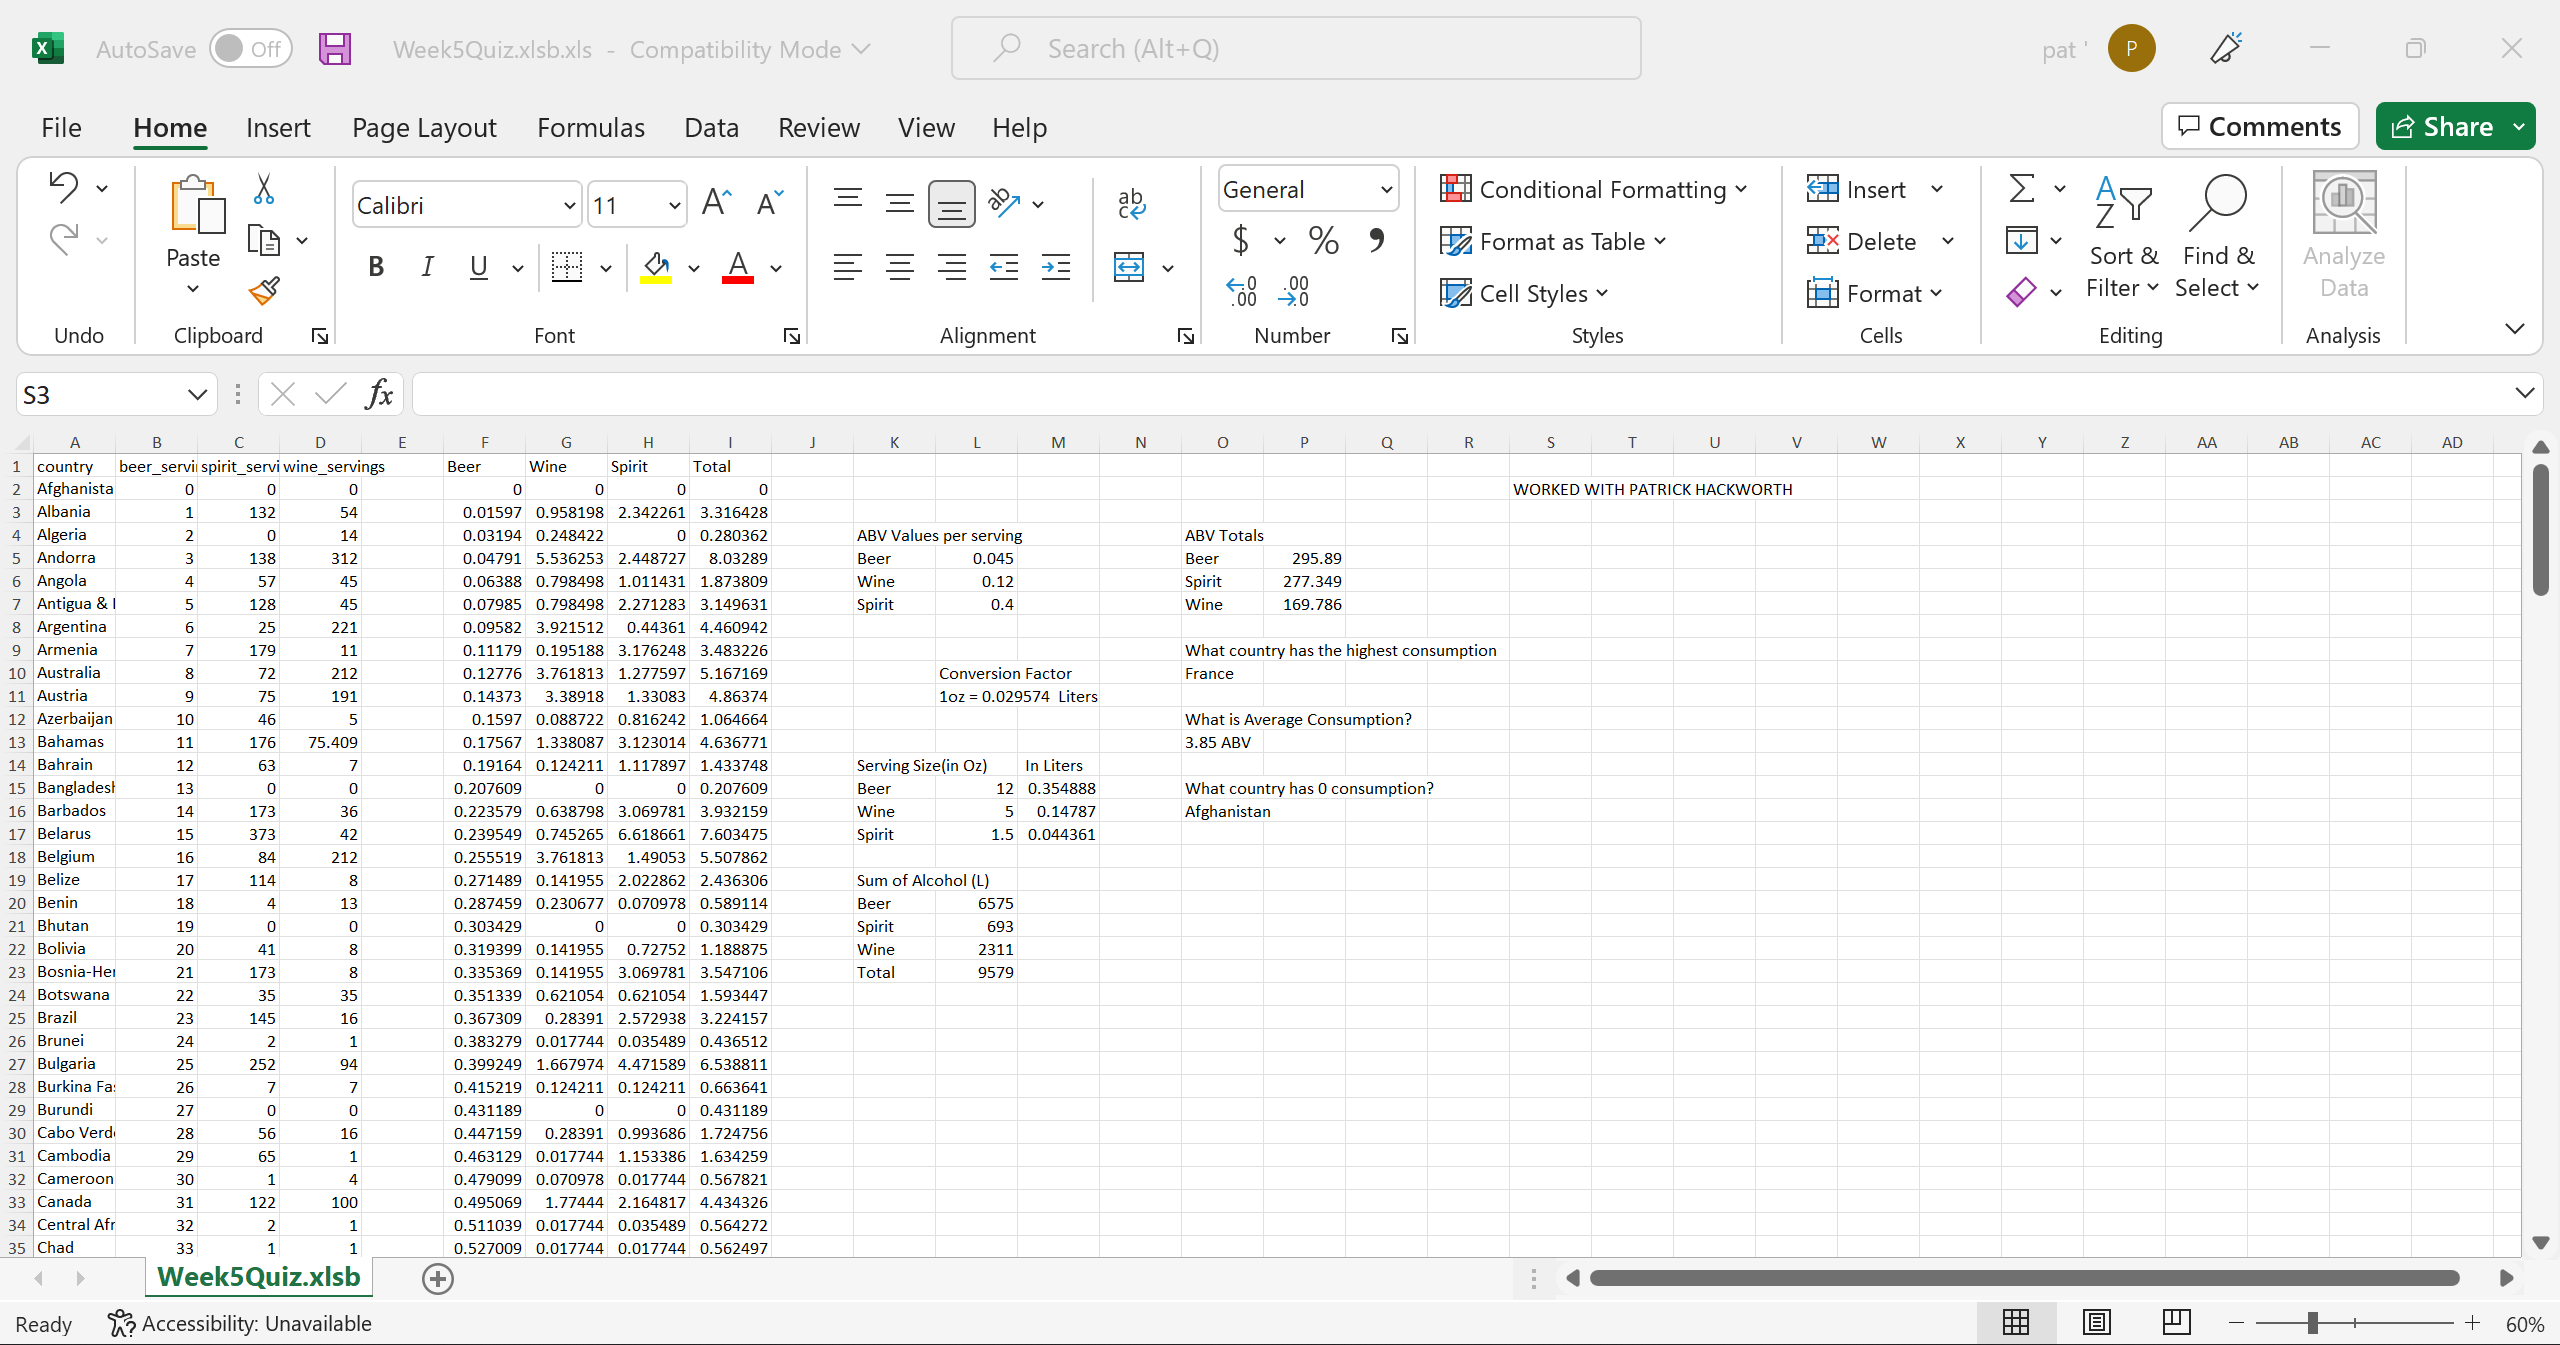 AutoSave Off Week5Quiz.xlsb.xls - Compatibility Mode Search (Alt+Q) pat ' P
File Home Insert Page Layout Formulas Data Review View Help Comments Share
Paste Calibri 11 General Conditional Formatting Format as Table Cell Styles Insert Delete Format Sort & Filter Find & Select Analyze Data
Undo Clipboard Font Alignment Number Styles Cells Editing Analysis
S3 fx
A B C D E F G H I J K L M N O P Q R S T U V W X Y Z AA AB AC AD
1 country beer_servi spirit_servi wine_servings Beer Wine Spirit Total
2 Afghanista 0 0 0 0 0 0 0 WORKED WITH PATRICK HACKWORTH
3 Albania 1 132 54 0.01597 0.958198 2.342261 3.316428
4 Algeria 2 0 14 0.03194 0.248422 0 0.280362 ABV Values per serving ABV Totals
5 Andorra 3 138 312 0.04791 5.536253 2.448727 8.03289 Beer 0.045 Beer 295.89
6 Angola 4 57 45 0.06388 0.798498 1.011431 1.873809 Wine 0.12 Spirit 277.349
7 Antigua & 5 128 45 0.07985 0.798498 2.271283 3.149631 Spirit 0.4 Wine 169.786
8 Argentina 6 25 221 0.09582 3.921512 0.44361 4.460942
9 Armenia 7 179 11 0.11179 0.195188 3.176248 3.483226 What country has the highest consumption
10 Australia 8 72 212 0.12776 3.761813 1.277597 5.167169 Conversion Factor France
11 Austria 9 75 191 0.14373 3.38918 1.33083 4.86374 1oz = 0.029574 Liters
12 Azerbaijan 10 46 5 0.1597 0.088722 0.816242 1.064664 What is Average Consumption?
13 Bahamas 11 176 75.409 0.17567 1.338087 3.123014 4.636771 3.85 ABV
14 Bahrain 12 63 7 0.19164 0.124211 1.117897 1.433748 Serving Size(in Oz) In Liters
15 Bangladesh 13 0 0 0.207609 0 0 0.207609 Beer 12 0.354888 What country has 0 consumption?
16 Barbados 14 173 36 0.223579 0.638798 3.069781 3.932159 Wine 5 0.14787 Afghanistan
17 Belarus 15 373 42 0.239549 0.745265 6.618661 7.603475 Spirit 1.5 0.044361
18 Belgium 16 84 212 0.255519 3.761813 1.49053 5.507862
19 Belize 17 114 8 0.271489 0.141955 2.022862 2.436306 Sum of Alcohol (L)
20 Benin 18 4 13 0.287459 0.230677 0.070978 0.589114 Beer 6575
21 Bhutan 19 0 0 0.303429 0 0 0.303429 Spirit 693
22 Bolivia 20 41 8 0.319399 0.141955 0.72752 1.188875 Wine 2311
23 Bosnia-Her 21 173 8 0.335369 0.141955 3.069781 3.547106 Total 9579
24 Botswana 22 35 35 0.351339 0.621054 0.621054 1.593447
25 Brazil 23 145 16 0.367309 0.28391 2.572938 3.224157
26 Brunei 24 2 1 0.383279 0.017744 0.035489 0.436512
27 Bulgaria 25 252 94 0.399249 1.667974 4.471589 6.538811
28 Burkina Fas 26 7 7 0.415219 0.124211 0.124211 0.663641
29 Burundi 27 0 0 0.431189 0 0 0.431189
30 Cabo Verd 28 56 16 0.447159 0.28391 0.993686 1.724756
31 Cambodia 29 65 1 0.463129 0.017744 1.153386 1.634259
32 Cameroon 30 1 4 0.479099 0.070978 0.017744 0.567821
33 Canada 31 122 100 0.495069 1.77444 2.164817 4.434326
34 Central Afr 32 2 1 0.511039 0.017744 0.035489 0.564272
35 Chad 33 1 1 0.527009 0.017744 0.017744 0.562497
Week5Quiz.xlsb
Ready Accessibility: Unavailable 60%